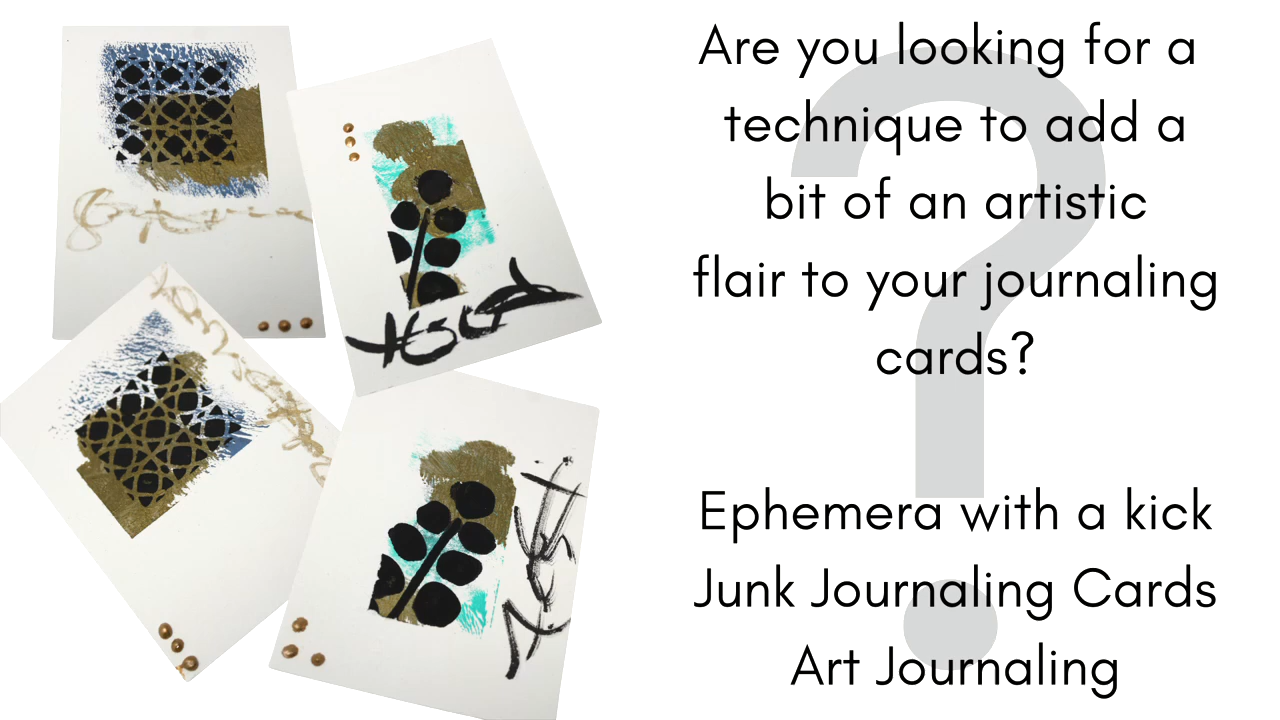 Are you looking for a
technique to add a
bit of an artistic
flair to your journaling
cards?
Ephemera with a kick
Junk Journaling Cards
Art Journaling